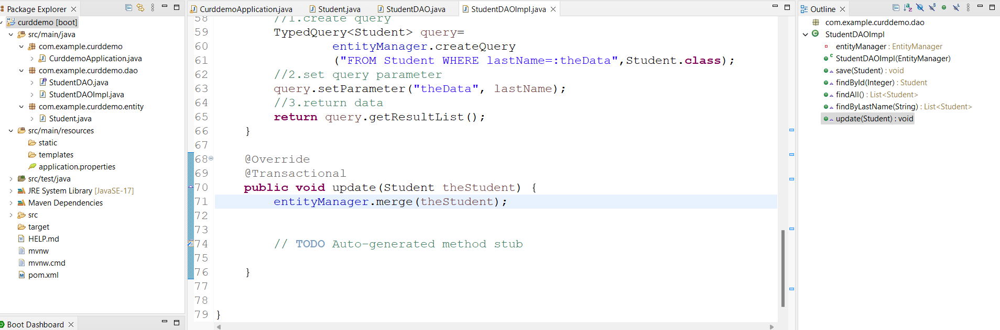 Package Explorer
curddemo [boot]
src/main/java
com.example.curddemo
CurddemoApplication.java
com.example.curddemo.dao
StudentDAO.java
StudentDAOImpl.java
com.example.curddemo.entity
Student.java
src/main/resources
static
templates
application.properties
src/test/java
JRE System Library [JavaSE-17]
Maven Dependencies
src
target
HELP.md
mvnw
mvnw.cmd
pom.xml
Boot Dashboard
CurddemoApplication.java Student.java StudentDAO.java StudentDAOImpl.java
58 //1.create query
59 TypedQuery<Student> query=
60 entityManager.createQuery
61 ("FROM Student WHERE lastName=:theData",Student.class);
62 //2.set query parameter
63 query.setParameter("theData", lastName);
64 //3.return data
65 return query.getResultList();
66 }
67
68 @Override
69 @Transactional
70 public void update(Student theStudent) {
71 entityManager.merge(theStudent);
72
73
74 // TODO Auto-generated method stub
75
76 }
77
78
79 }
Outline
com.example.curddemo.dao
StudentDAOImpl
entityManager : EntityManager
StudentDAOImpl(EntityManager)
save(Student) : void
findById(Integer) : Student
findAll() : List<Student>
findByLastName(String) : List<Student>
update(Student) : void